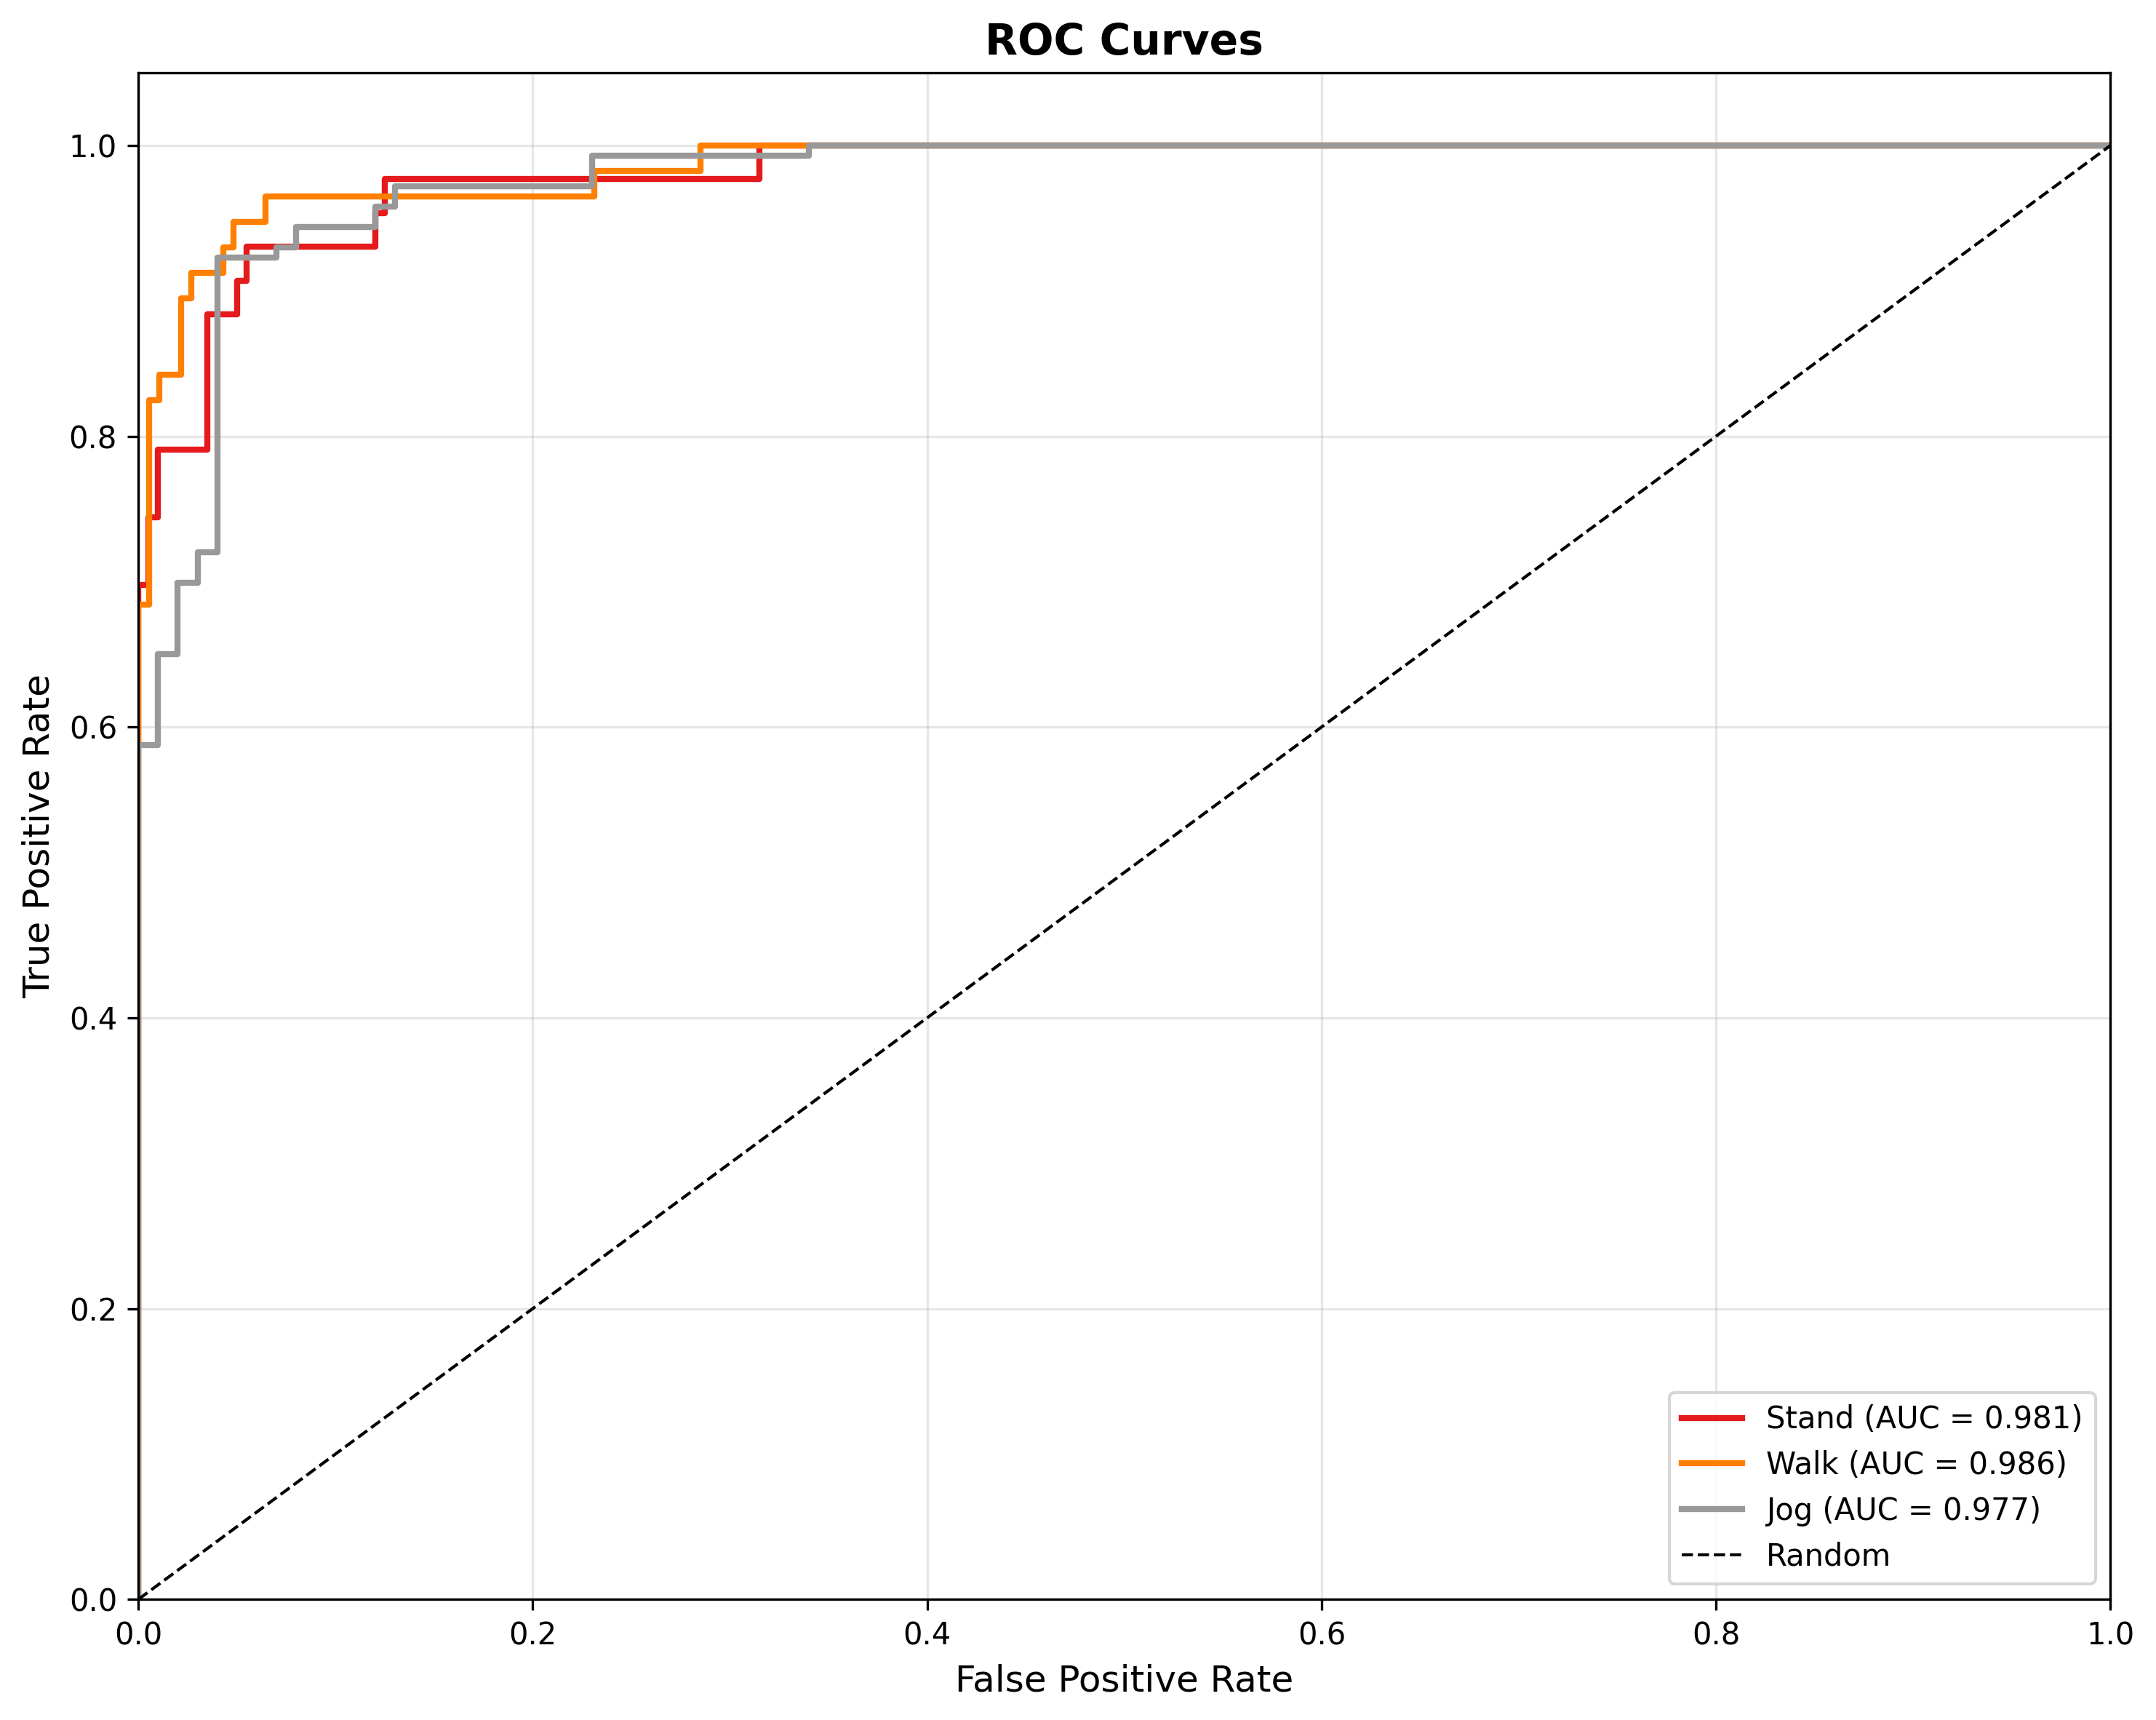 ROC Curves
True Positive Rate
1.0
0.8
0.6
0.4
0.2
0.0
0.0 0.2 0.4 0.6 0.8 1.0
False Positive Rate
Stand (AUC = 0.981)
Walk (AUC = 0.986)
Jog (AUC = 0.977)
Random